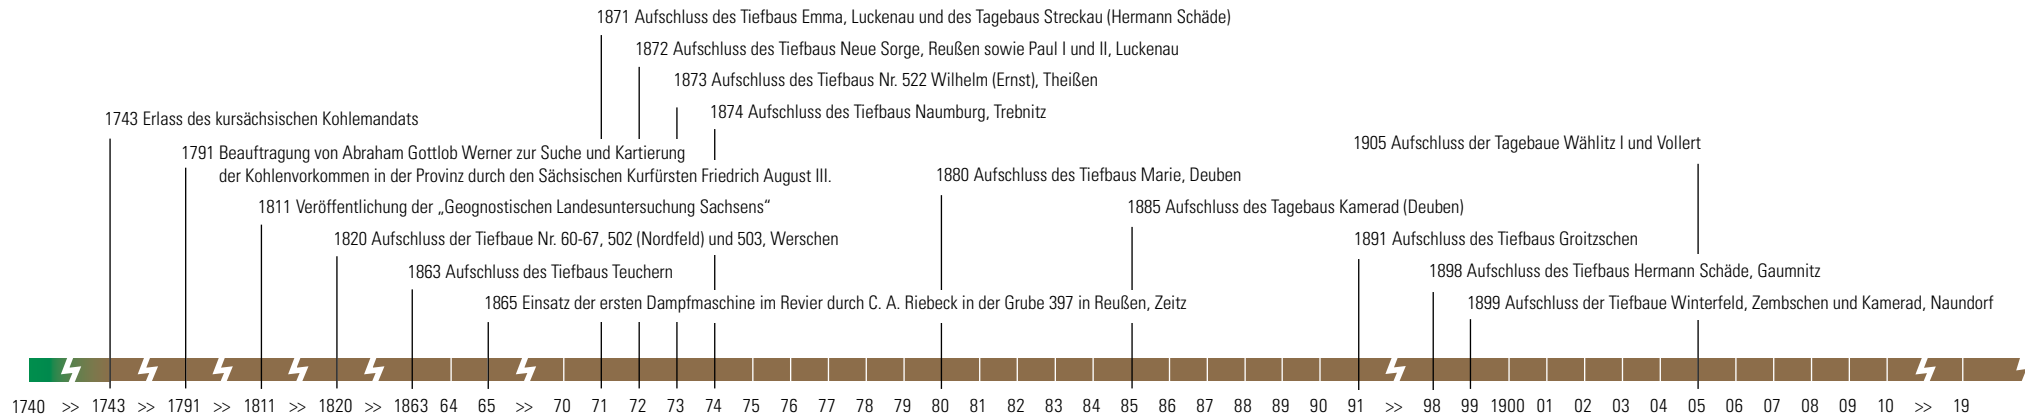 1871 Aufschluss des Tiefbaus Emma, Luckenau und des Tagebaus Streckau (Hermann Schäde)
1872 Aufschluss des Tiefbaus Neue Sorge, Reußen sowie Paul I und II, Luckenau
1873 Aufschluss des Tiefbaus Nr. 522 Wilhelm (Ernst), Theißen
1874 Aufschluss des Tiefbaus Naumburg, Trebnitz
1743 Erlass des kursächsischen Kohlemandats
1905 Aufschluss der Tagebaue Wählitz I und Vollert
1791 Beauftragung von Abraham Gottlob Werner zur Suche und Kartierung
der Kohlenvorkommen in der Provinz durch den Sächsischen Kurfürsten Friedrich August III.
1880 Aufschluss des Tiefbaus Marie, Deuben
1811 Veröffentlichung der „Geognostischen Landesuntersuchung Sachsens“
1885 Aufschluss des Tagebaus Kamerad (Deuben)
1820 Aufschluss der Tiefbaue Nr. 60-67, 502 (Nordfeld) und 503, Werschen
1891 Aufschluss des Tiefbaus Groitzschen
1863 Aufschluss des Tiefbaus Teuchern
1898 Aufschluss des Tiefbaus Hermann Schäde, Gaumnitz
1865 Einsatz der ersten Dampfmaschine im Revier durch C. A. Riebeck in der Grube 397 in Reußen, Zeitz
1899 Aufschluss der Tiefbaue Winterfeld, Zembschen und Kamerad, Naundorf
1740 >> 1743 >> 1791 >> 1811 >> 1820 >> 1863 64 65 >> 70 71 72 73 74 75 76 77 78 79 80 81 82 83 84 85 86 87 88 89 90 91 >> 98 99 1900 01 02 03 04 05 06 07 08 09 10 >> 19